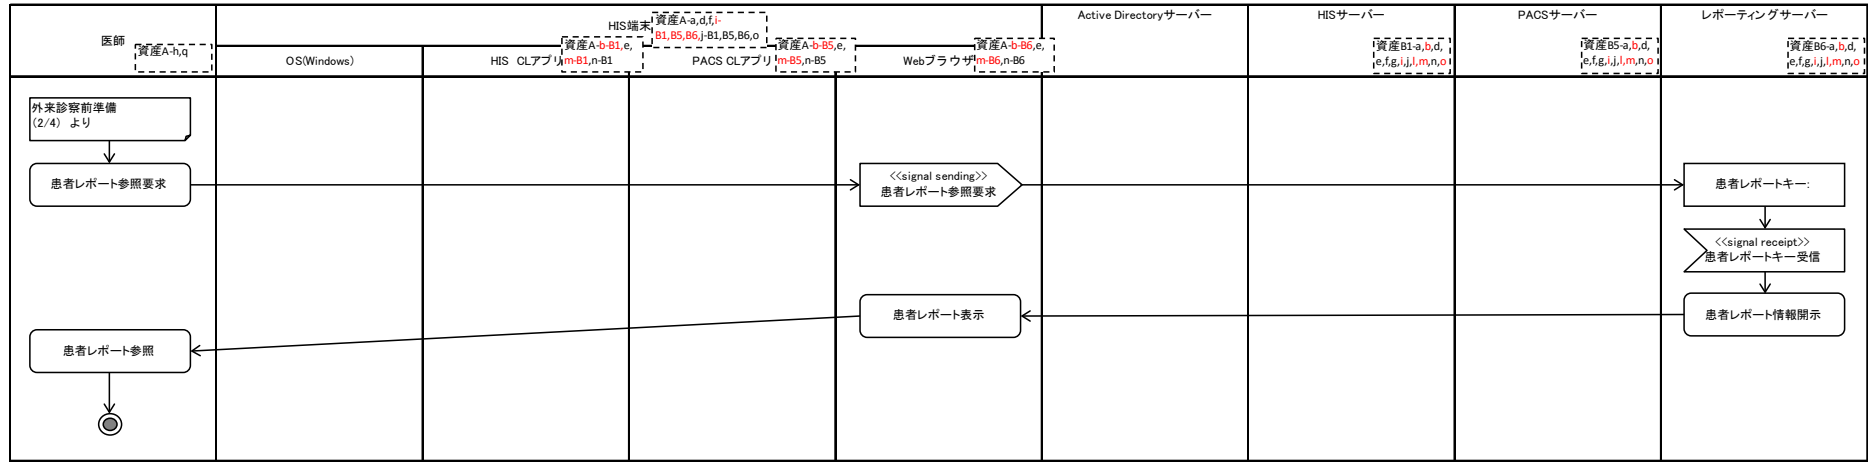 医師
資産A-h,q
HIS端末
資産A-a,d,f,i-
B1,B5,B6,j-B1,B5,B6,o
OS(Windows)
HIS CLアプリ
資産A-b-B1,e,
m-B1,n-B1
PACS CLアプリ
資産A-b-B5,e,
m-B5,n-B5
Webブラウザ
資産A-b-B6,e,
m-B6,n-B6
Active Directoryサーバー
HISサーバー
資産B1-a,b,d,
e,f,g,i,j,l,m,n,o
PACSサーバー
資産B5-a,b,d,
e,f,g,i,j,l,m,n,o
レポーティングサーバー
資産B6-a,b,d,
e,f,g,i,j,l,m,n,o
外来診察前準備
(2/4) より
患者レポート参照要求
<<signal sending>>
患者レポート参照要求
患者レポートキー:
<<signal receipt>>
患者レポートキー受信
患者レポート表示
患者レポート情報開示
患者レポート参照